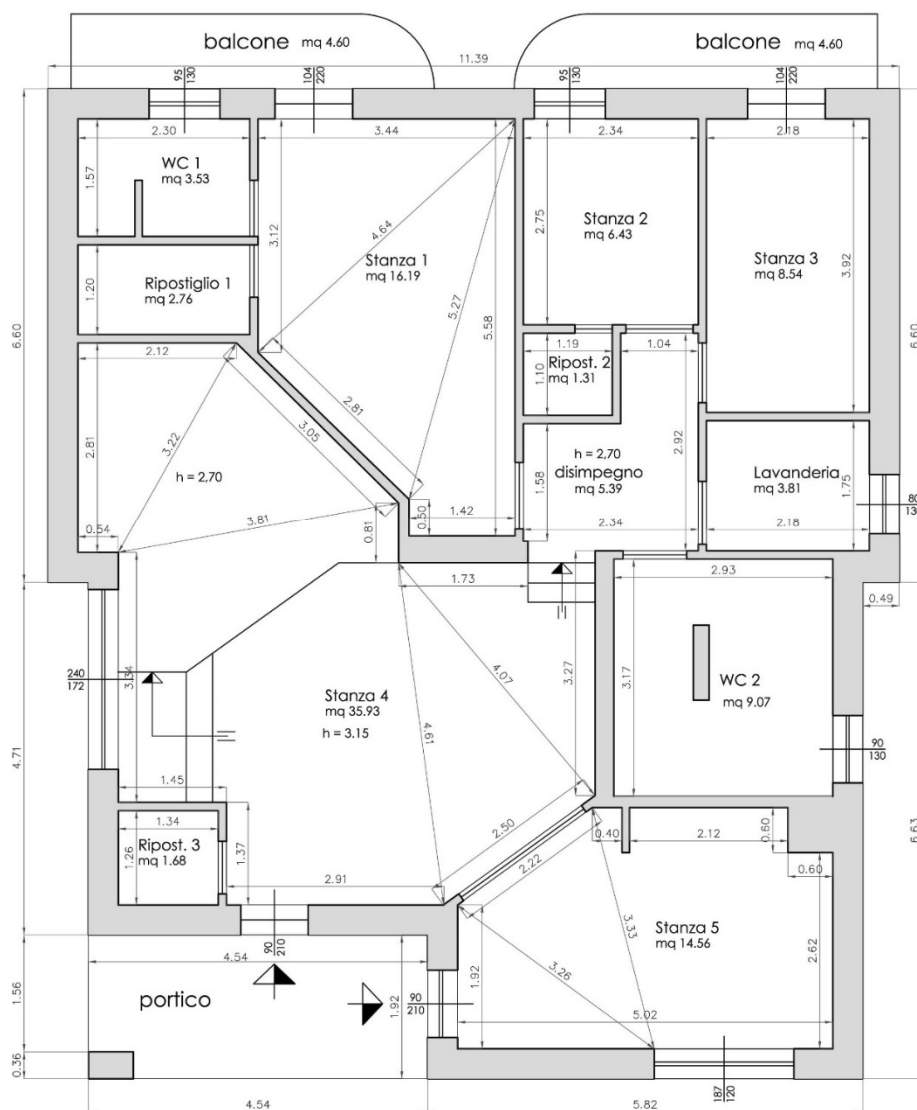 balcone mq 4.60
balcone mq 4.60
11.39
95
130
104
220
95
130
104
220
2.30
3.44
2.34
2.18
WC 1
mq 3.53
1.57
3.12
4.64
Stanza 1
mq 16.19
5.27
5.58
2.75
Stanza 2
mq 6.43
Stanza 3
mq 8.54
3.92
Ripostiglio 1
mq 2.76
1.20
6.60
6.60
2.12
1.19
1.04
Ripost. 2
mq 1.31
1.10
2.81
3.22
3.05
2.81
h = 2,70
3.81
0.54
0.81
0.50
1.42
1.58
h = 2,70
disimpegno
mq 5.39
2.92
2.34
Lavanderia
mq 3.81
1.75
2.18
80
130
1.73
2.93
0.49
240
172
3.34
Stanza 4
mq 35.93
h = 3.15
4.07
4.61
3.27
3.17
WC 2
mq 9.07
90
130
4.71
1.45
1.34
Ripost. 3
mq 1.68
1.26
1.37
2.91
2.50
2.22
0.40
2.12
0.60
0.60
6.63
Stanza 5
mq 14.56
3.33
3.26
1.92
2.62
5.02
90
210
4.54
portico
1.92
90
210
1.56
0.36
187
120
4.54
5.82